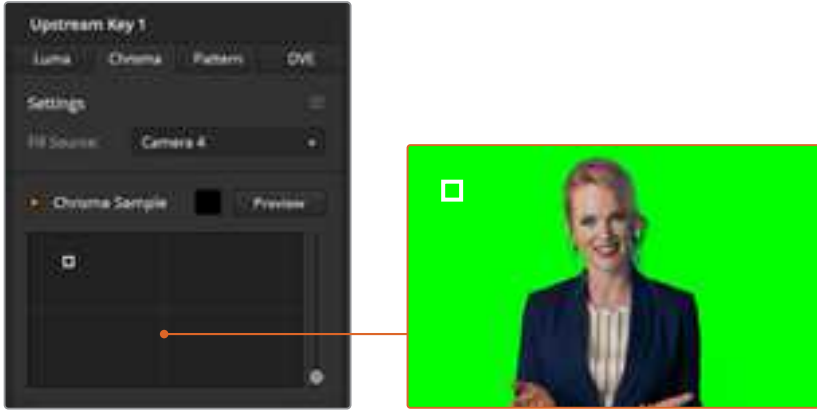 Upstream Key 1
Luma Chroma Pattern DVE
Settings
Fill Source: Camera 4
Chroma Sample Preview